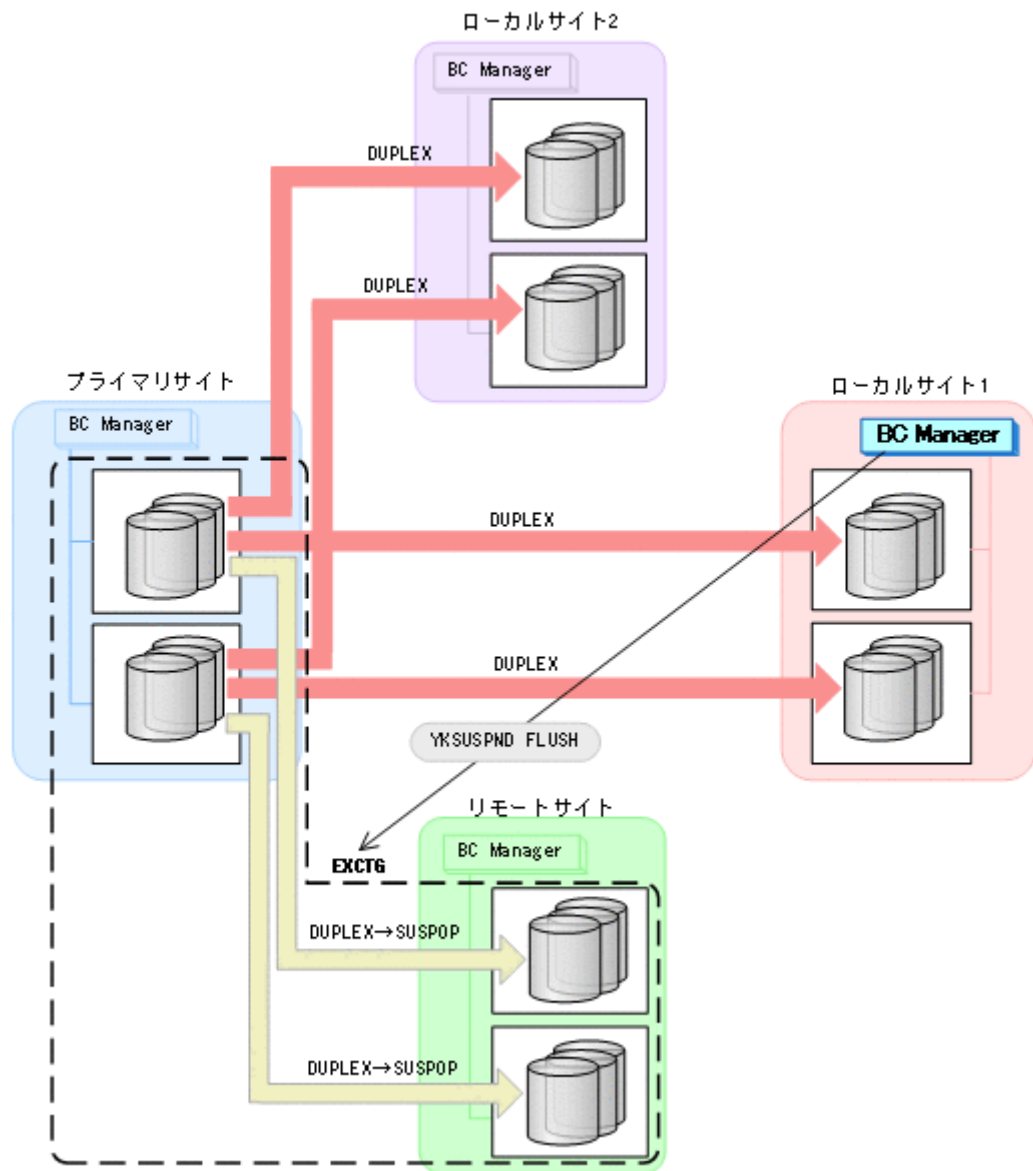 ローカルサイト2
BC Manager
DUPLEX
DUPLEX
プライマリサイト
BC Manager
ローカルサイト1
BC Manager
DUPLEX
DUPLEX
YKSUSPND FLUSH
リモートサイト
BC Manager
EXCTG
DUPLEX→SUSPOP
DUPLEX→SUSPOP